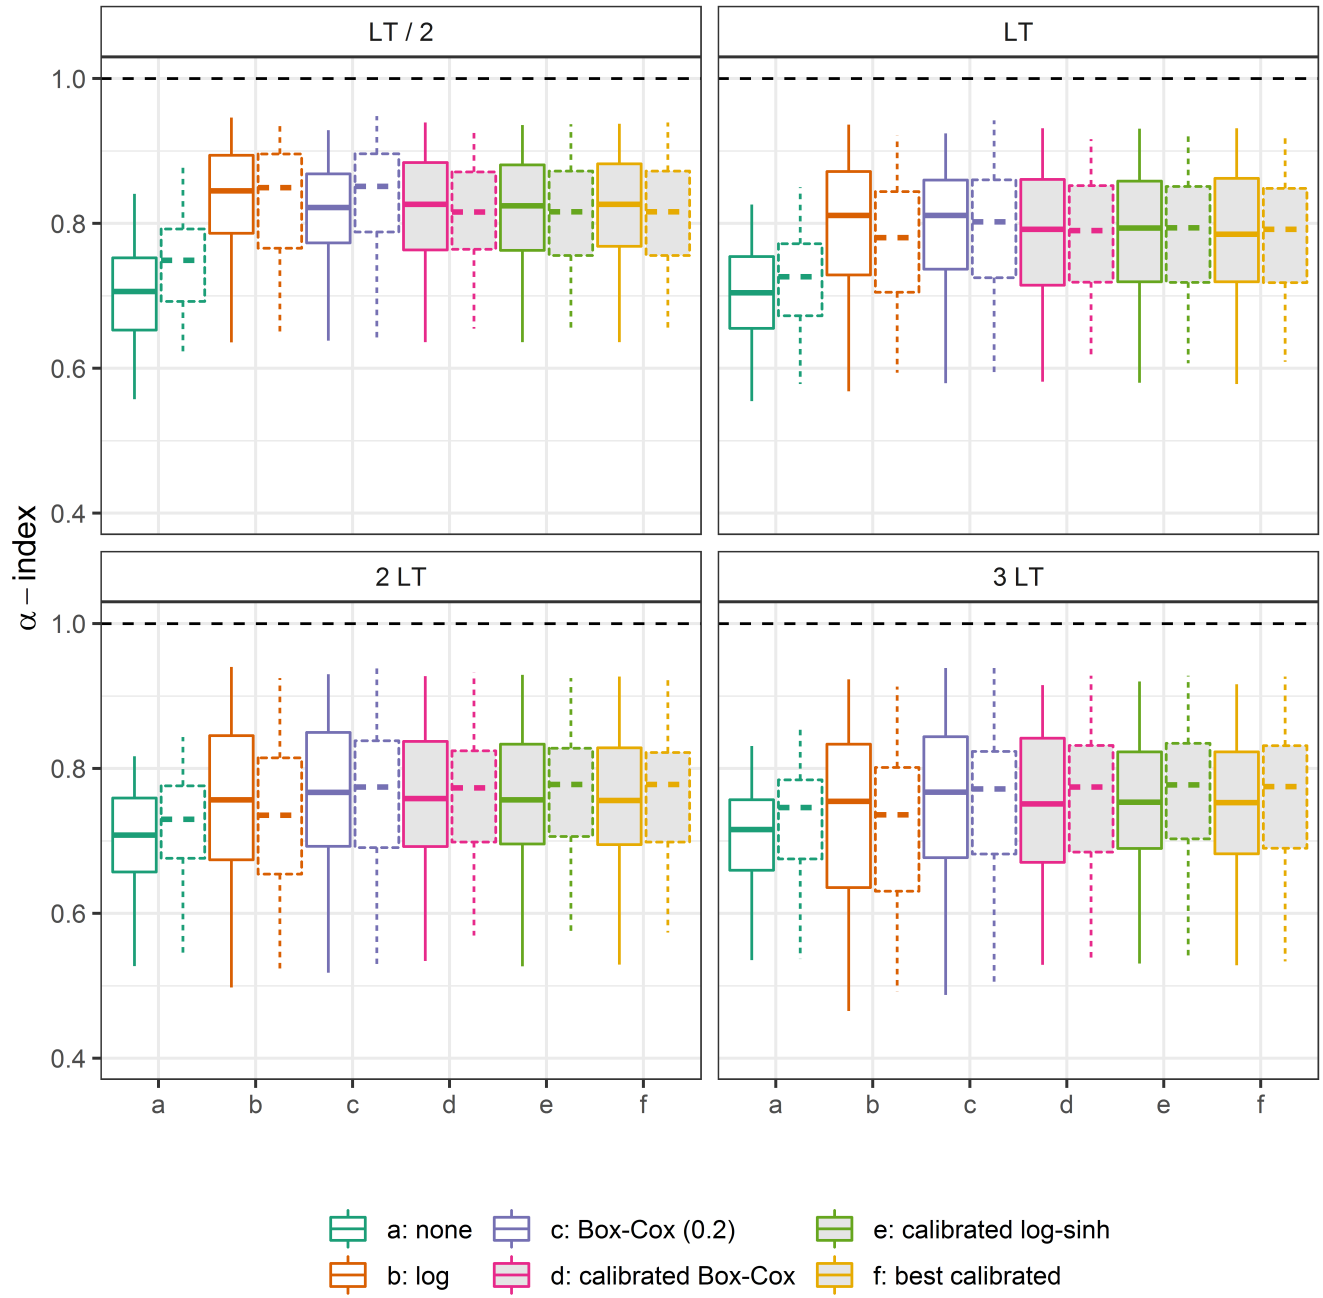 LT / 2
LT
1.0
0.8
0.6
0.4
α – index
2 LT
3 LT
1.0
0.8
0.6
0.4
a b c d e f
a b c d e f
a: none
c: Box-Cox (0.2)
e: calibrated log-sinh
b: log
d: calibrated Box-Cox
f: best calibrated